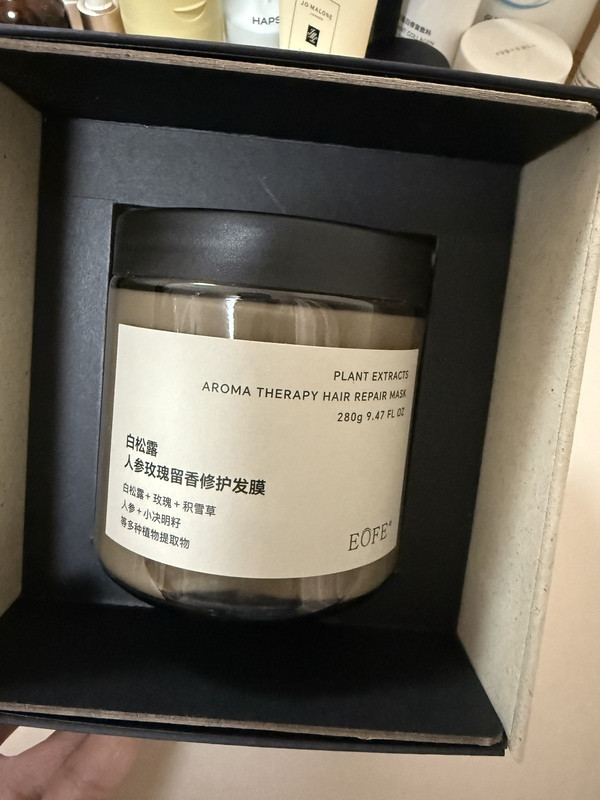 HAPS
JO MALONE
LONDON
PLANT EXTRACTS
AROMA THERAPY HAIR REPAIR MASK
280g 9.47 FL OZ
白松露
人参玫瑰留香修护发膜
白松露+玫瑰+积雪草
人参+小决明籽
等多种植物提取物
EOFE